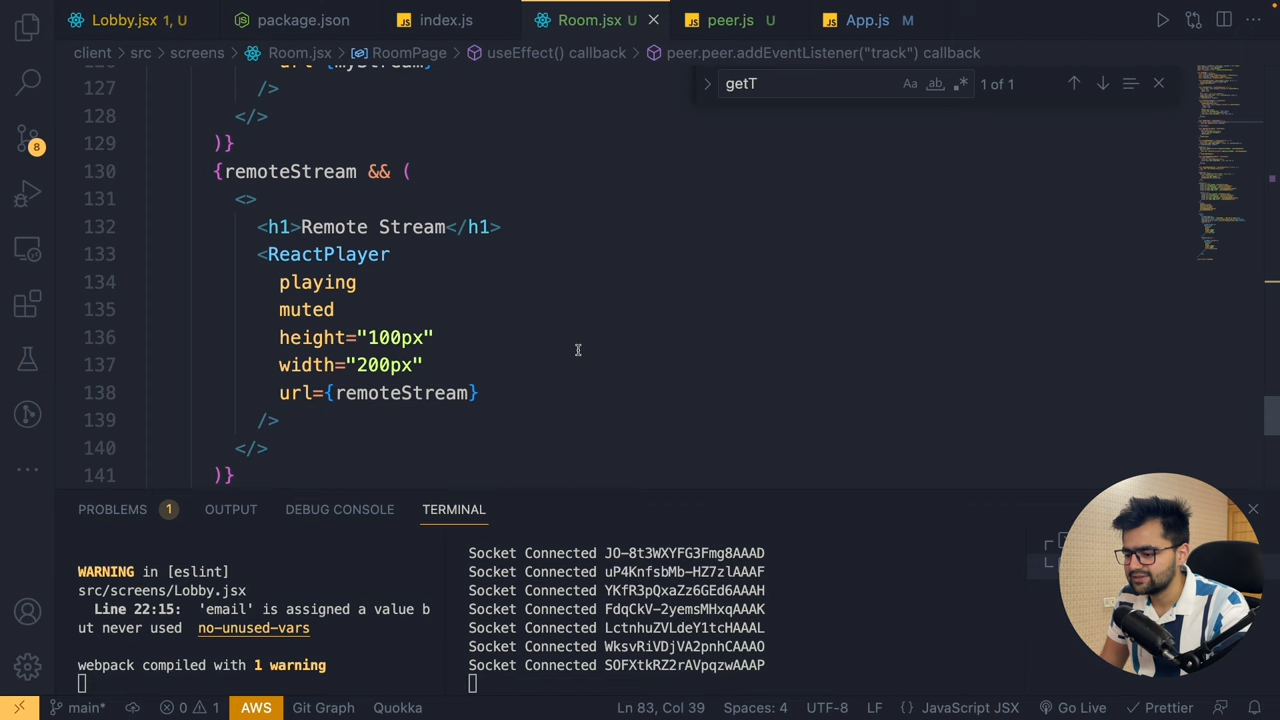 Lobby.jsx 1, U
package.json
JS index.js
Room.jsx U
JS peer.js U
JS App.js M
client > src > screens > Room.jsx > RoomPage > useEffect() callback > peer.peer.addEventListener("track") callback
getT Aa ab 1 of 1
127 />
128 </>
129 )}
130 {remoteStream && (
131 <>
132 <h1>Remote Stream</h1>
133 <ReactPlayer
134 playing
135 muted
136 height="100px"
137 width="200px"
138 url={remoteStream}
139 />
140 </>
141 )}
8
PROBLEMS 1 OUTPUT DEBUG CONSOLE TERMINAL
WARNING in [eslint]
src/screens/Lobby.jsx
Line 22:15: 'email' is assigned a value b
ut never used no-unused-vars
webpack compiled with 1 warning
Socket Connected JO-8t3WXYFG3Fmg8AAAD
Socket Connected uP4KnfsbMb-HZ7zlAAAF
Socket Connected YKfR3pQxaZz6GEd6AAAH
Socket Connected FdqCkV-2yemsMHxqAAAK
Socket Connected LctnhuZVLdeY1tcHAAAL
Socket Connected WksvRiVDjVA2pnhCAAAO
Socket Connected SOFXtkRZ2rAVpqzwAAAP
main* 0 1 AWS Git Graph Quokka Ln 83, Col 39 Spaces: 4 UTF-8 LF {} JavaScript JSX Go Live Prettier